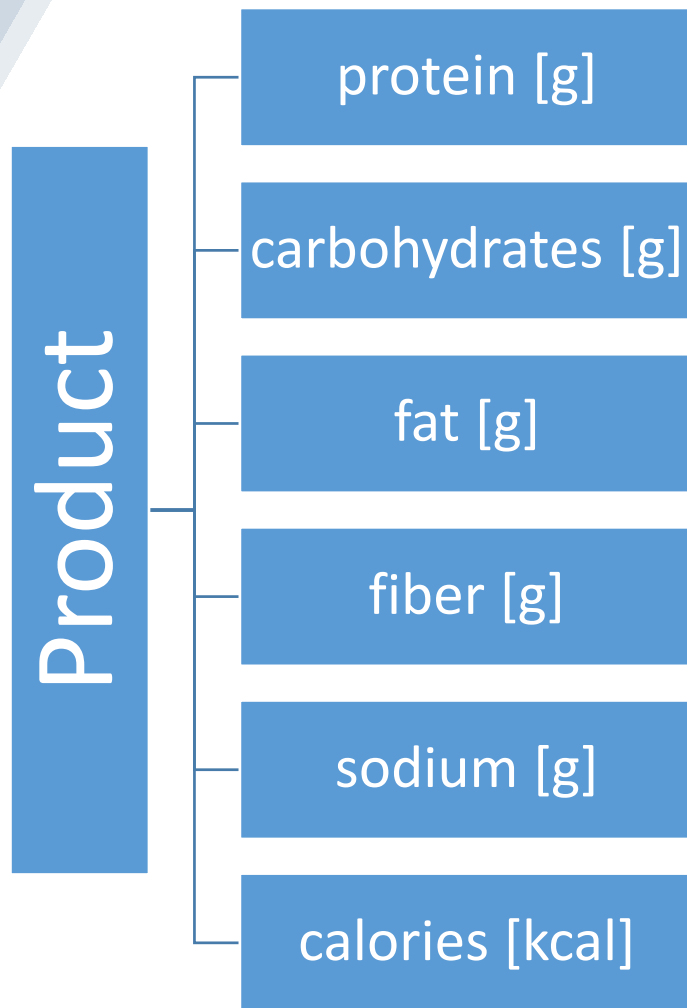 Product
protein [g]
carbohydrates [g]
fat [g]
fiber [g]
sodium [g]
calories [kcal]